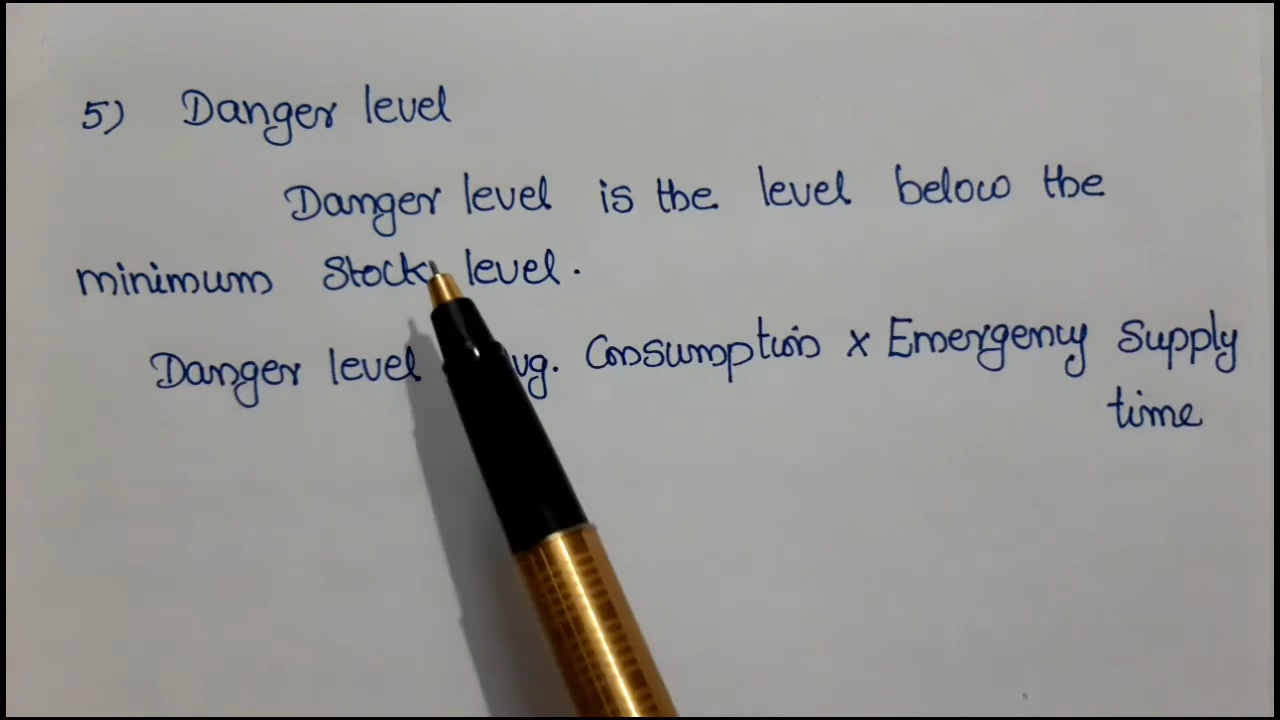 5) Danger level
Danger level is the level below the
minimum Stock level.
Danger level vg. Consumption x Emergency Supply
time